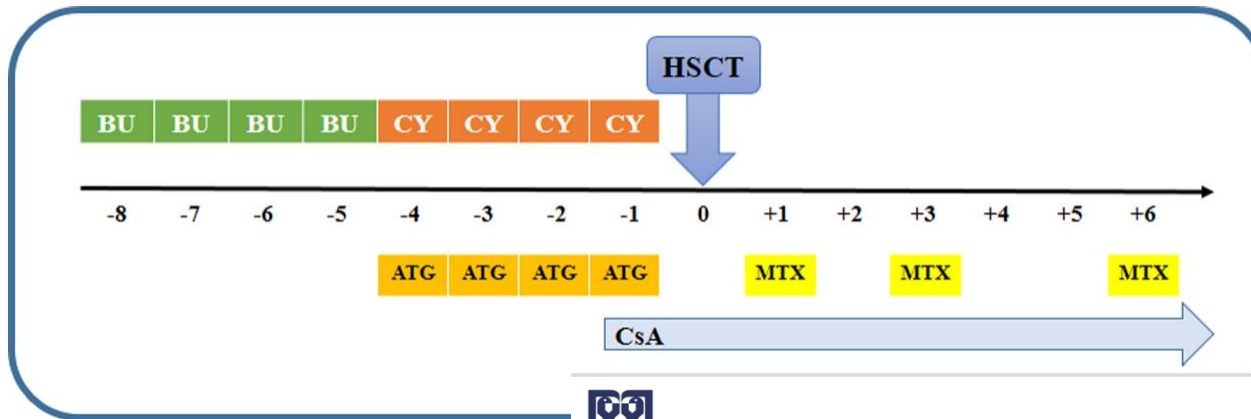 HSCT
BU BU BU BU CY CY CY CY
-8 -7 -6 -5 -4 -3 -2 -1 0 +1 +2 +3 +4 +5 +6
ATG ATG ATG ATG MTX MTX MTX
CsA